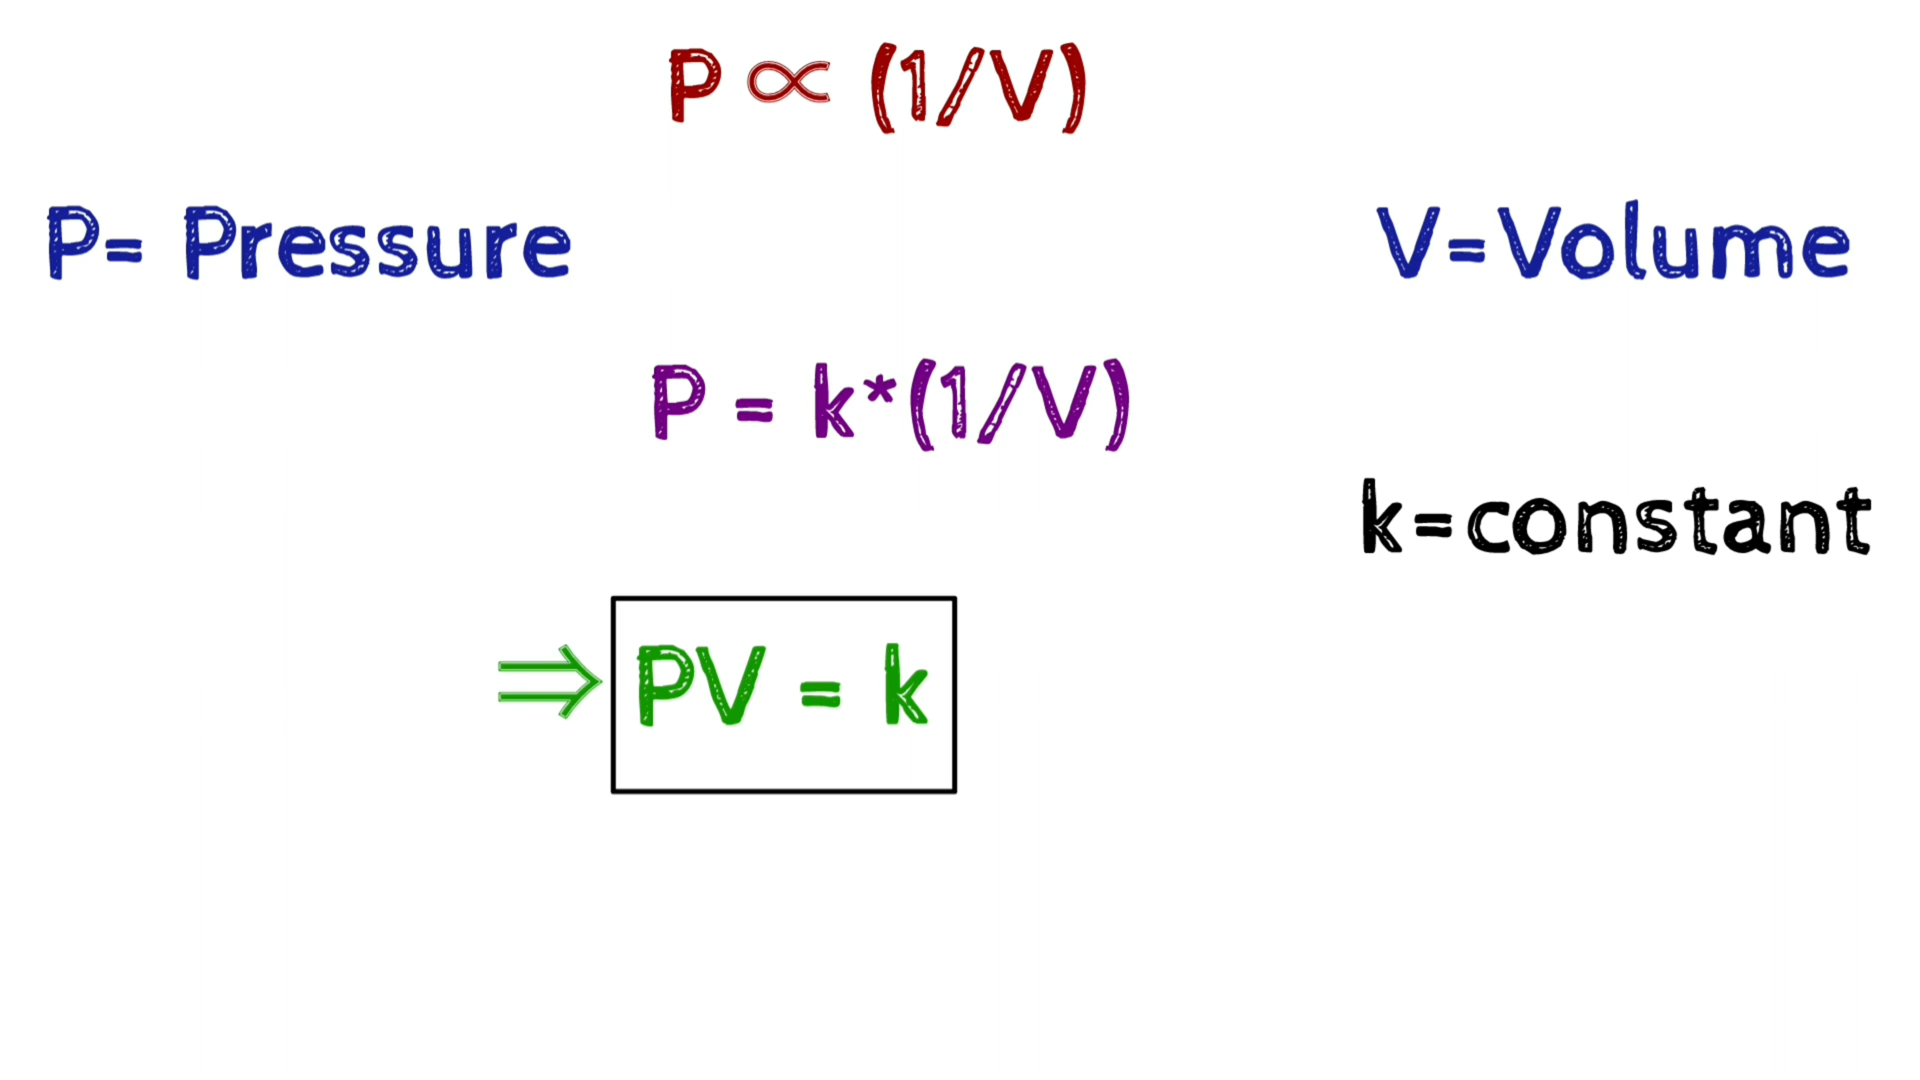 P ∝ (1/V)
P= Pressure
V=Volume
P = k*(1/V)
k=constant
⇒ PV = k